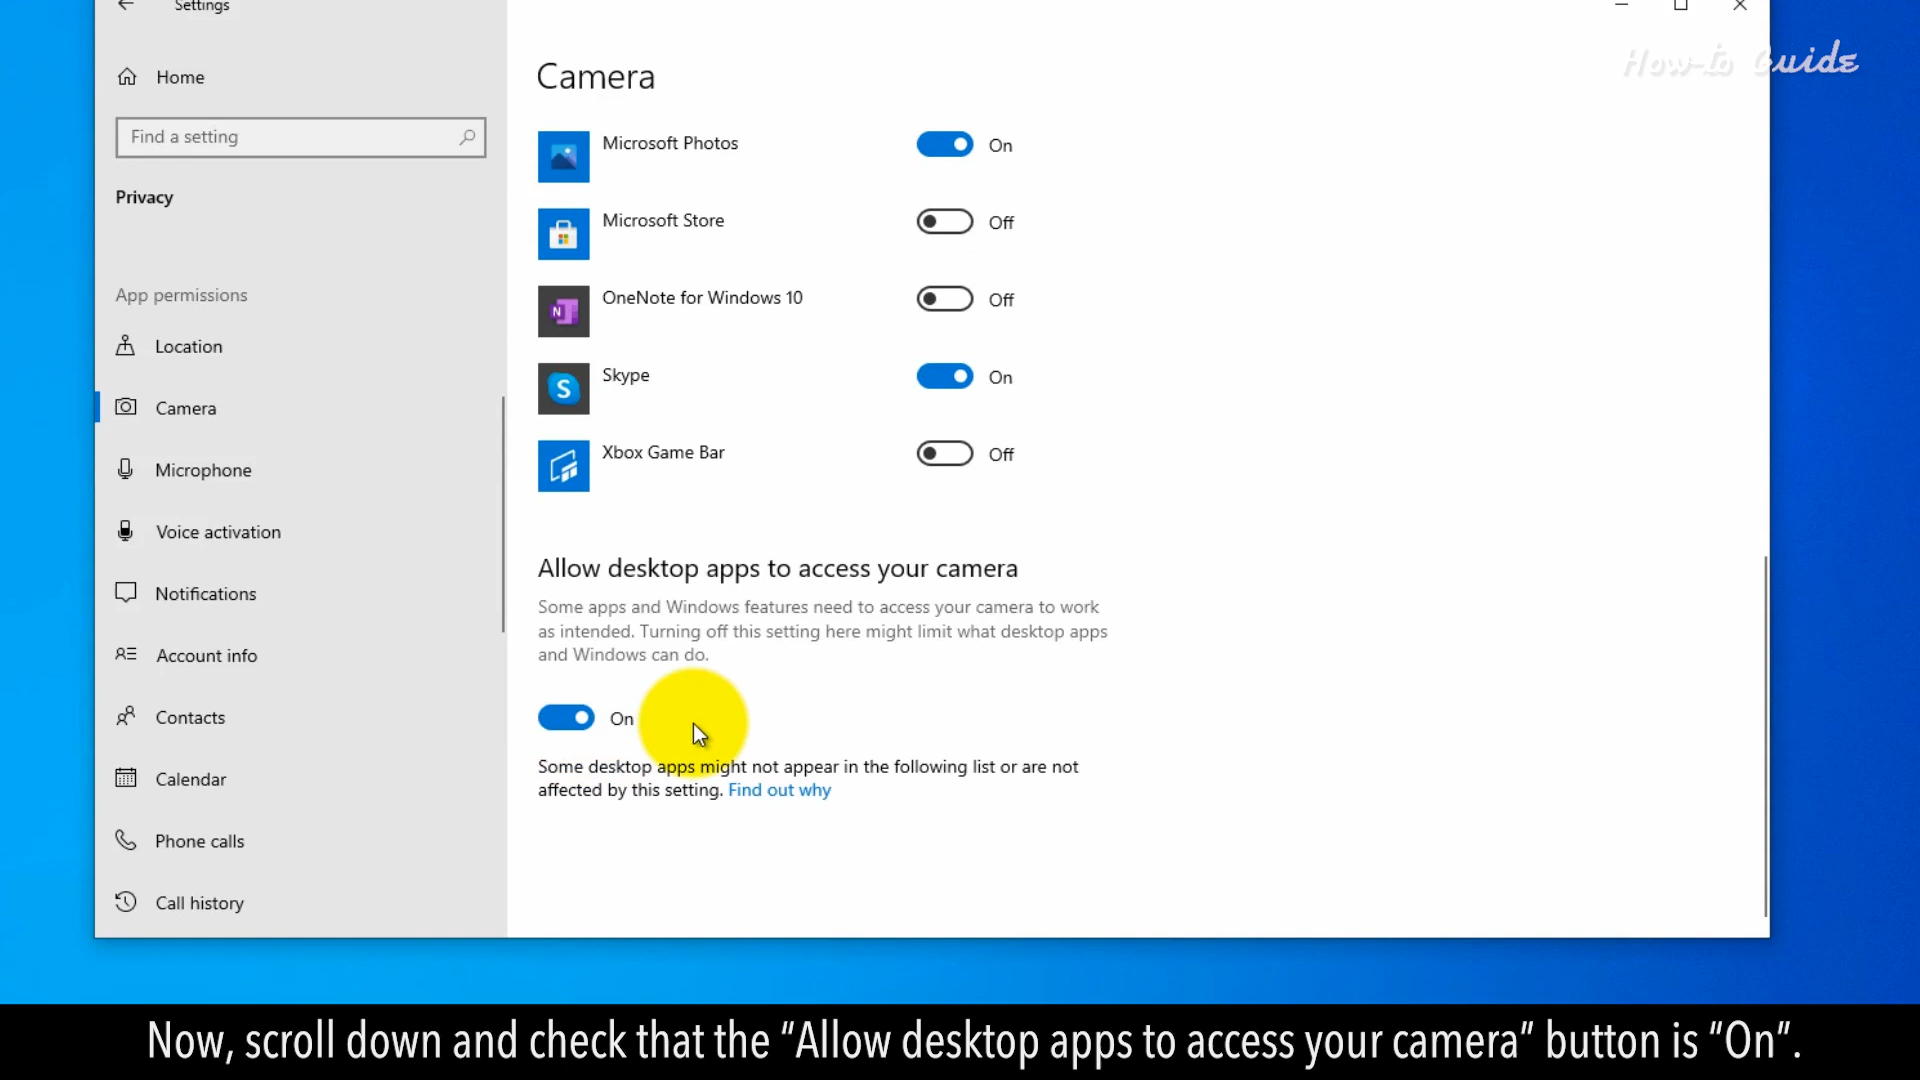 Settings
How-to Guide
Home
Find a setting
Privacy
App permissions
Location
Camera
Microphone
Voice activation
Notifications
Account info
Contacts
Calendar
Phone calls
Call history
Camera
Microsoft Photos
On
Microsoft Store
Off
OneNote for Windows 10
Off
Skype
On
Xbox Game Bar
Off
Allow desktop apps to access your camera
Some apps and Windows features need to access your camera to work
as intended. Turning off this setting here might limit what desktop apps
and Windows can do.
On
Some desktop apps might not appear in the following list or are not
affected by this setting. Find out why
Now, scroll down and check that the “Allow desktop apps to access your camera” button is “On”.